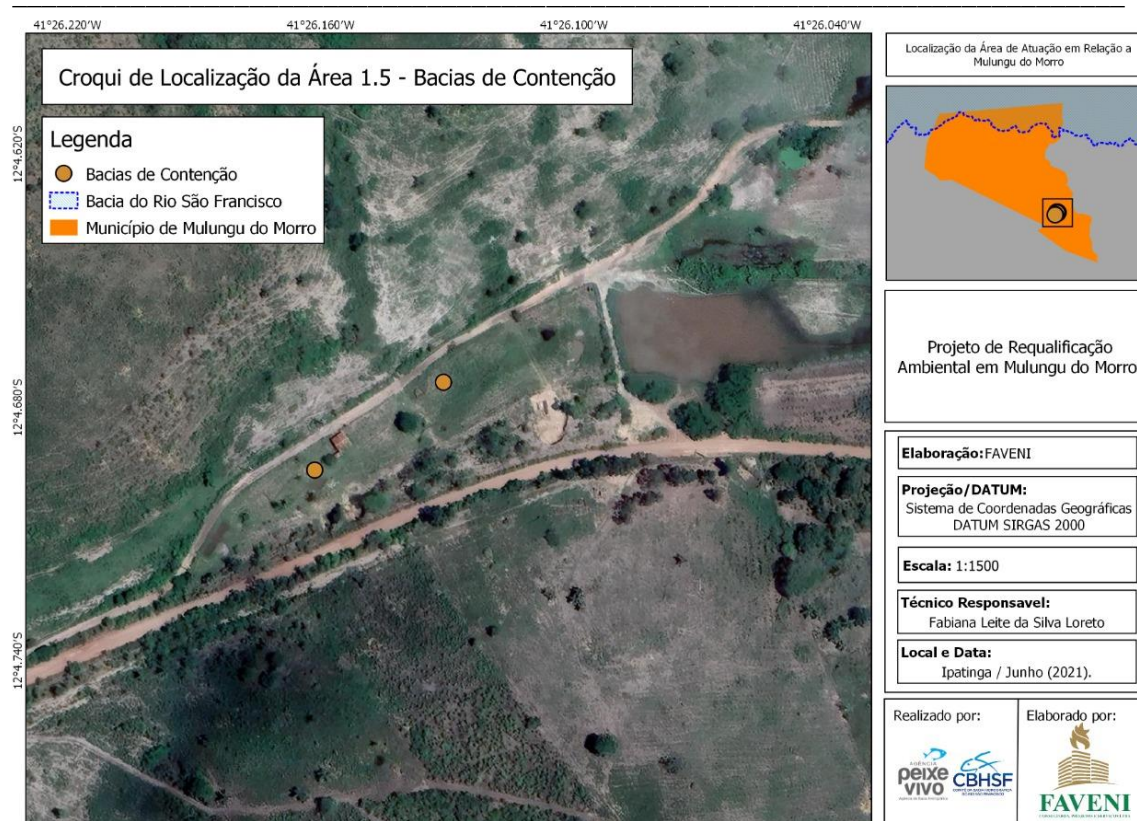 41°26.220'W 41°26.160'W 41°26.100'W 41°26.040'W
12°4.620'S
12°4.680'S
12°4.740'S
Croqui de Localização da Área 1.5 - Bacias de Contenção
Legenda
Bacias de Contenção
Bacia do Rio São Francisco
Município de Mulungu do Morro
Localização da Área de Atuação em Relação a
Mulungu do Morro
Projeto de Requalificação
Ambiental em Mulungu do Morro
Elaboração:FAVENI
Projeção/DATUM:
Sistema de Coordenadas Geográficas
DATUM SIRGAS 2000
Escala: 1:1500
Técnico Responsavel:
Fabiana Leite da Silva Loreto
Local e Data:
Ipatinga / Junho (2021).
Realizado por:
AGÊNCIA
peixe
vivo
CBHSF
Elaborado por:
FAVENI